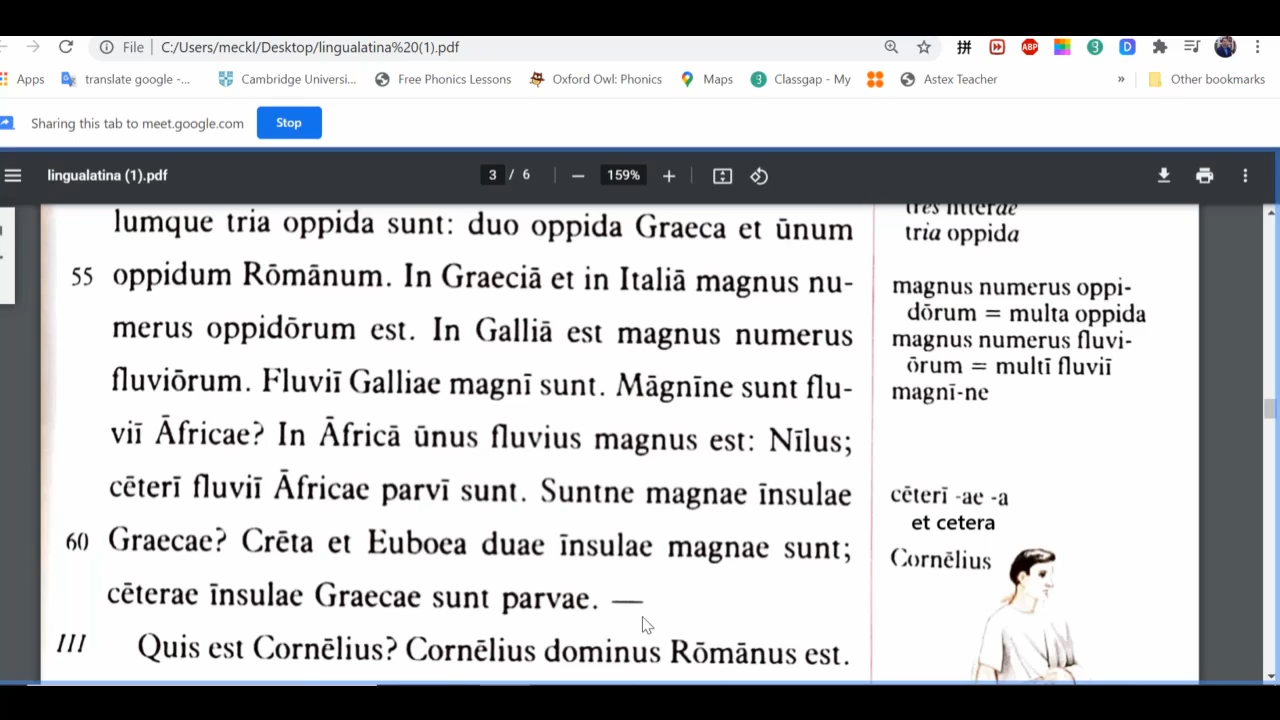 File C:/Users/meckl/Desktop/lingualatina%20(1).pdf
Apps translate google -... Cambridge Universi... Free Phonics Lessons Oxford Owl: Phonics Maps Classgap - My Astex Teacher » Other bookmarks
Sharing this tab to meet.google.com Stop
lingualatina (1).pdf 3 / 6 159%
lumque tria oppida sunt: duo oppida Graeca et ūnum
55 oppidum Rōmānum. In Graeciā et in Italiā magnus nu-
merus oppidōrum est. In Galliā est magnus numerus
fluviōrum. Fluviī Galliae magnī sunt. Māgnīne sunt flu-
viī Āfricae? In Āfricā ūnus fluvius magnus est: Nīlus;
cēterī fluviī Āfricae parvī sunt. Suntne magnae īnsulae
60 Graecae? Crēta et Euboea duae īnsulae magnae sunt;
cēterae īnsulae Graecae sunt parvae. —
III Quis est Cornēlius? Cornēlius dominus Rōmānus est.
trēs litterae
tria oppida
magnus numerus oppi-
dōrum = multa oppida
magnus numerus fluvi-
ōrum = multī fluviī
magnī-ne
cēterī -ae -a
et cetera
Cornēlius